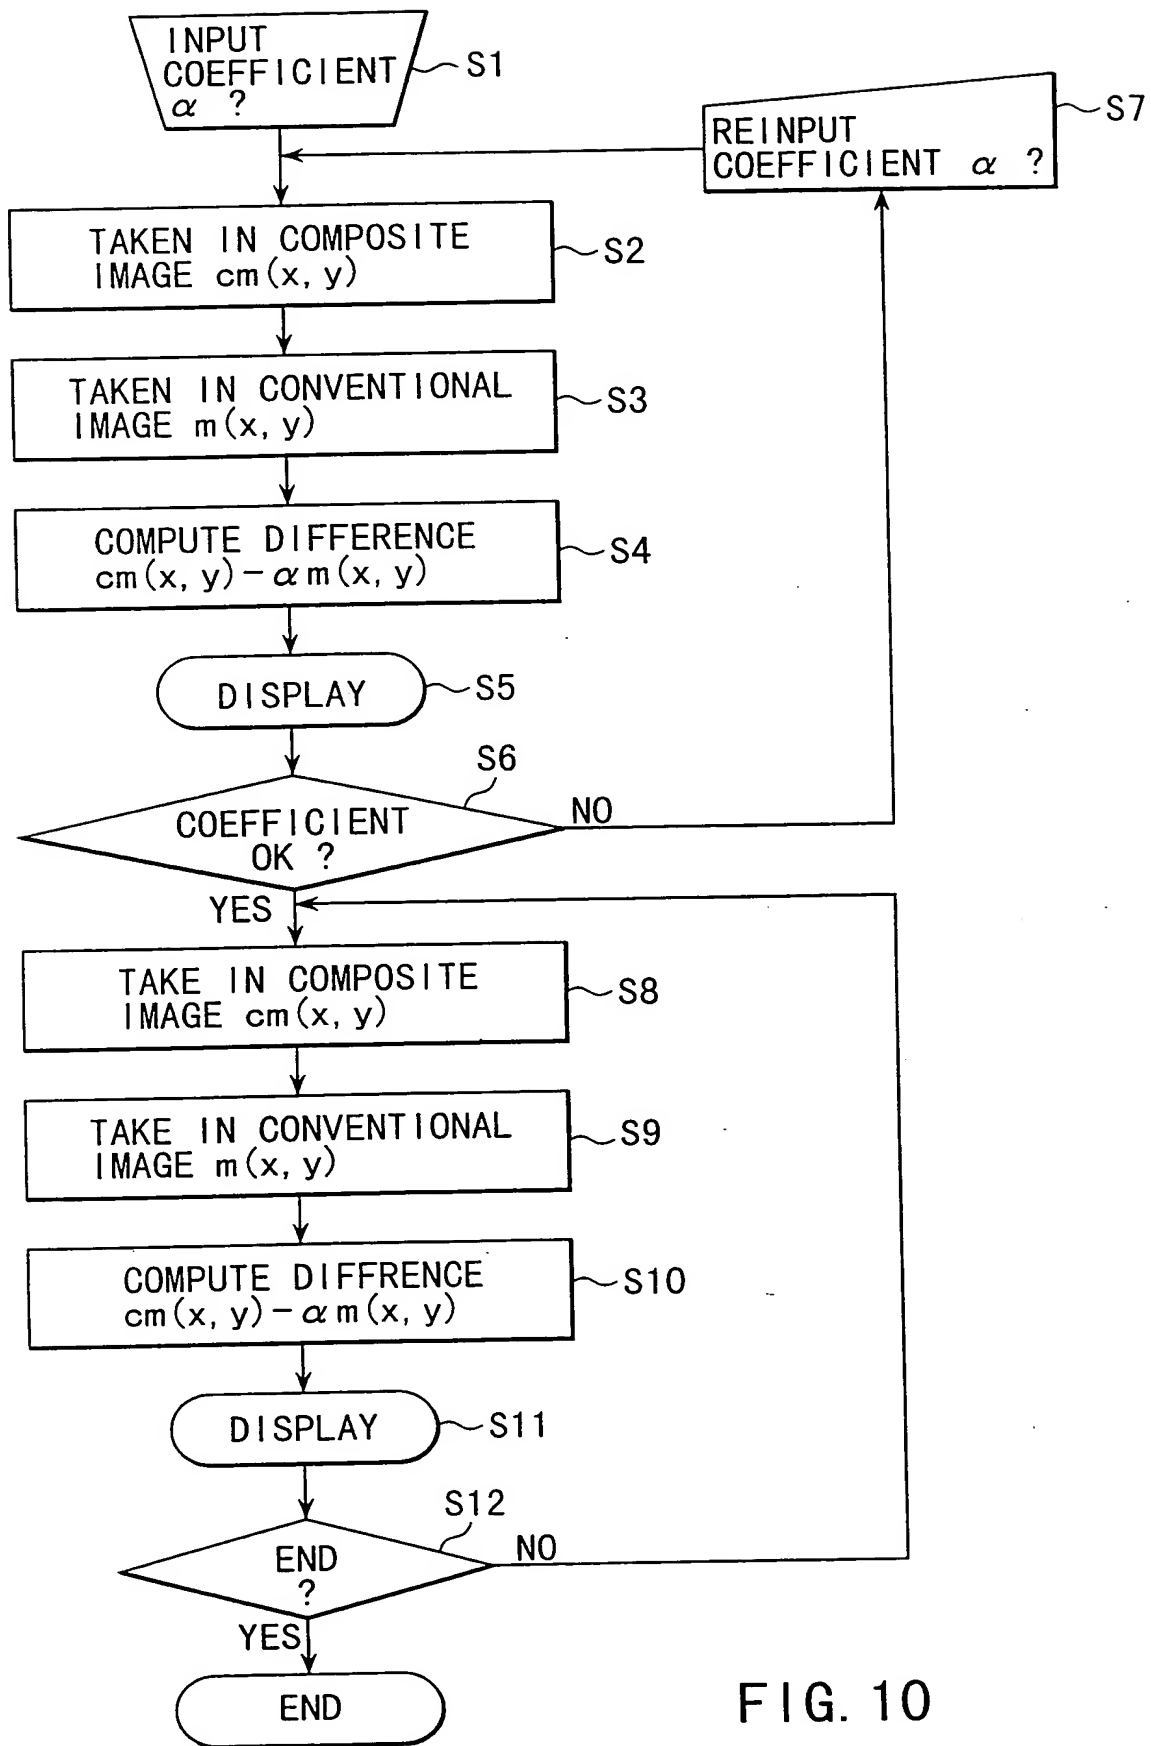 INPUT
COEFFICIENT
α ?
S1
REINPUT
COEFFICIENT α ?
S7
TAKEN IN COMPOSITE
IMAGE cm(x, y)
S2
TAKEN IN CONVENTIONAL
IMAGE m(x, y)
S3
COMPUTE DIFFERENCE
cm(x, y)-αm(x, y)
S4
DISPLAY
S5
S6
COEFFICIENT
OK ?
NO
YES
TAKE IN COMPOSITE
IMAGE cm(x, y)
S8
TAKE IN CONVENTIONAL
IMAGE m(x, y)
S9
COMPUTE DIFFRENCE
cm(x, y)-αm(x, y)
S10
DISPLAY
S11
S12
END
?
NO
YES
END
FIG. 10